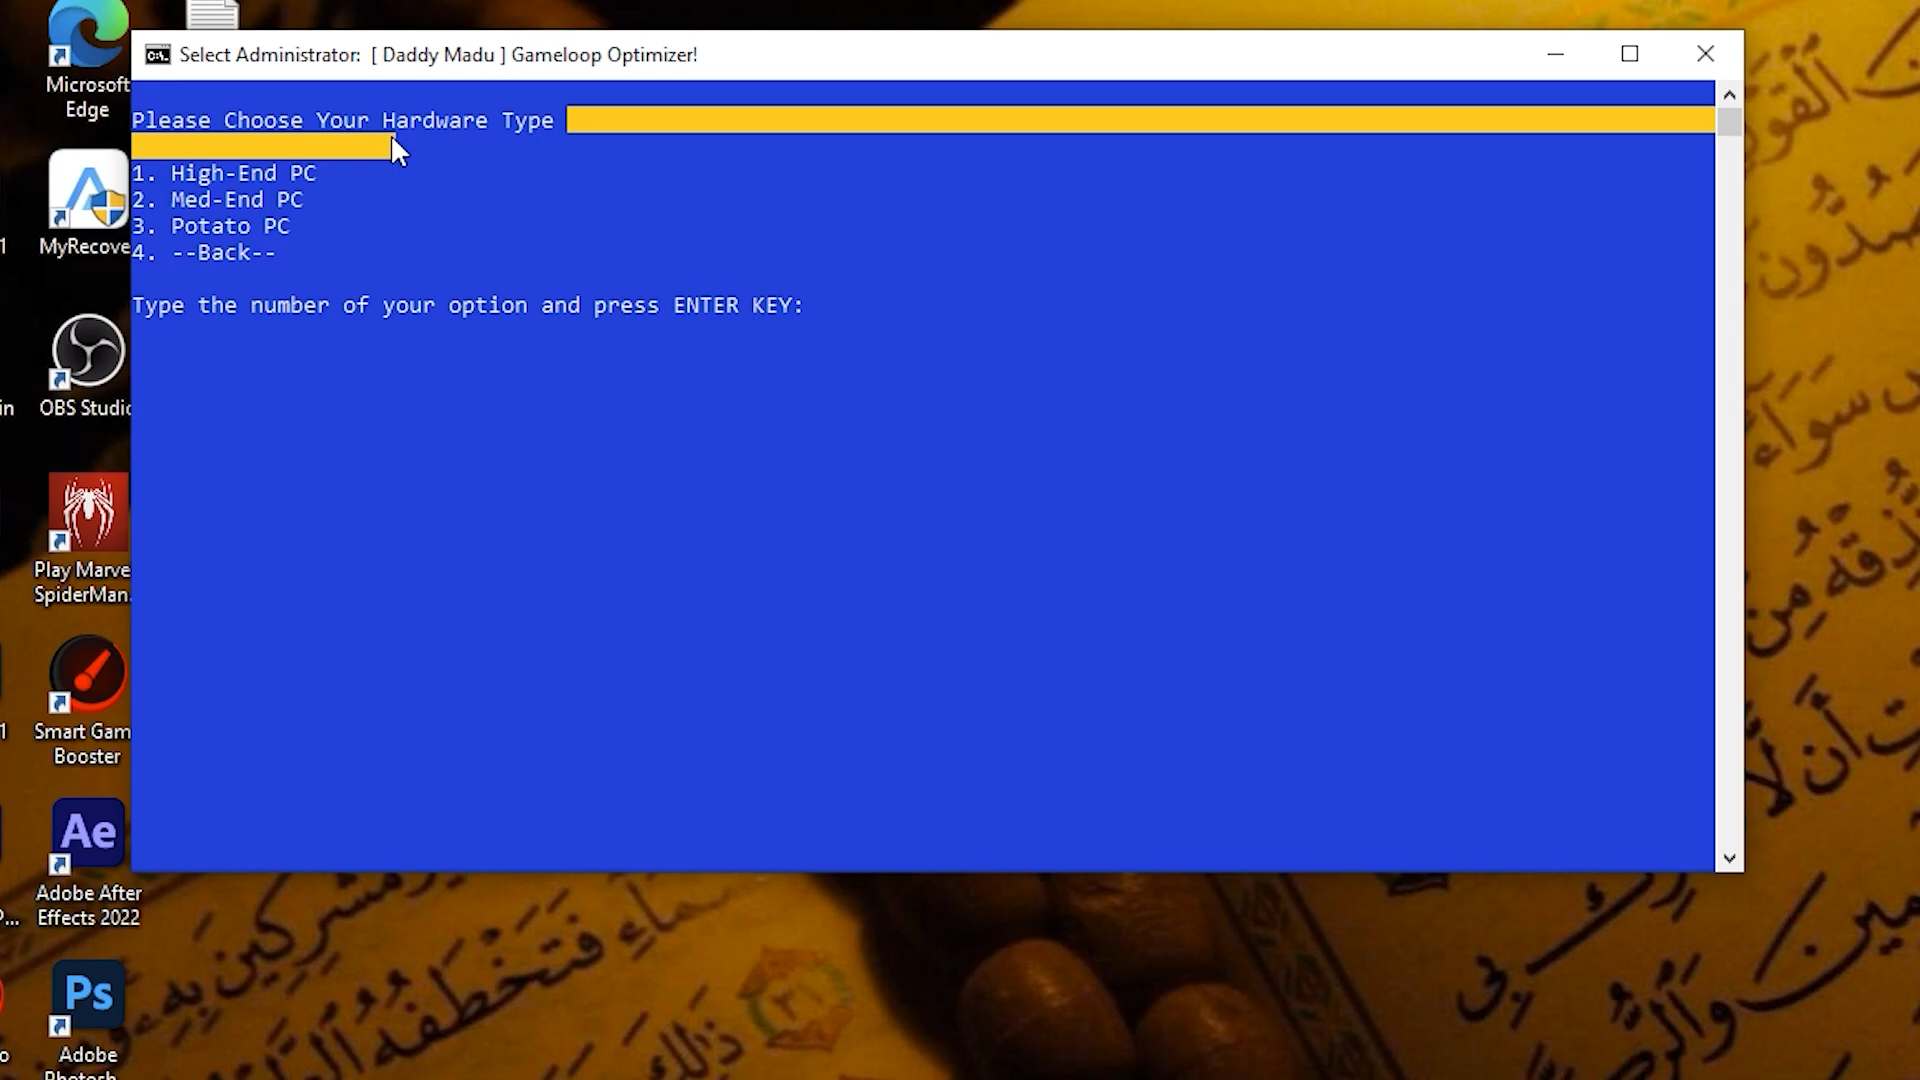 Microsoft
Edge
MyRecove
OBS Studio
Play Marve
SpiderMan.
Smart Gam
Booster
Ae
Adobe After
Effects 2022
Ps
Adobe
Select Administrator:  [ Daddy Madu ] Gameloop Optimizer!
Please Choose Your Hardware Type
1. High-End PC
2. Med-End PC
3. Potato PC
4. --Back--
Type the number of your option and press ENTER KEY:
سَوَآءٌ
فَتَخْطَفُهُ
ذَٰلِكَ